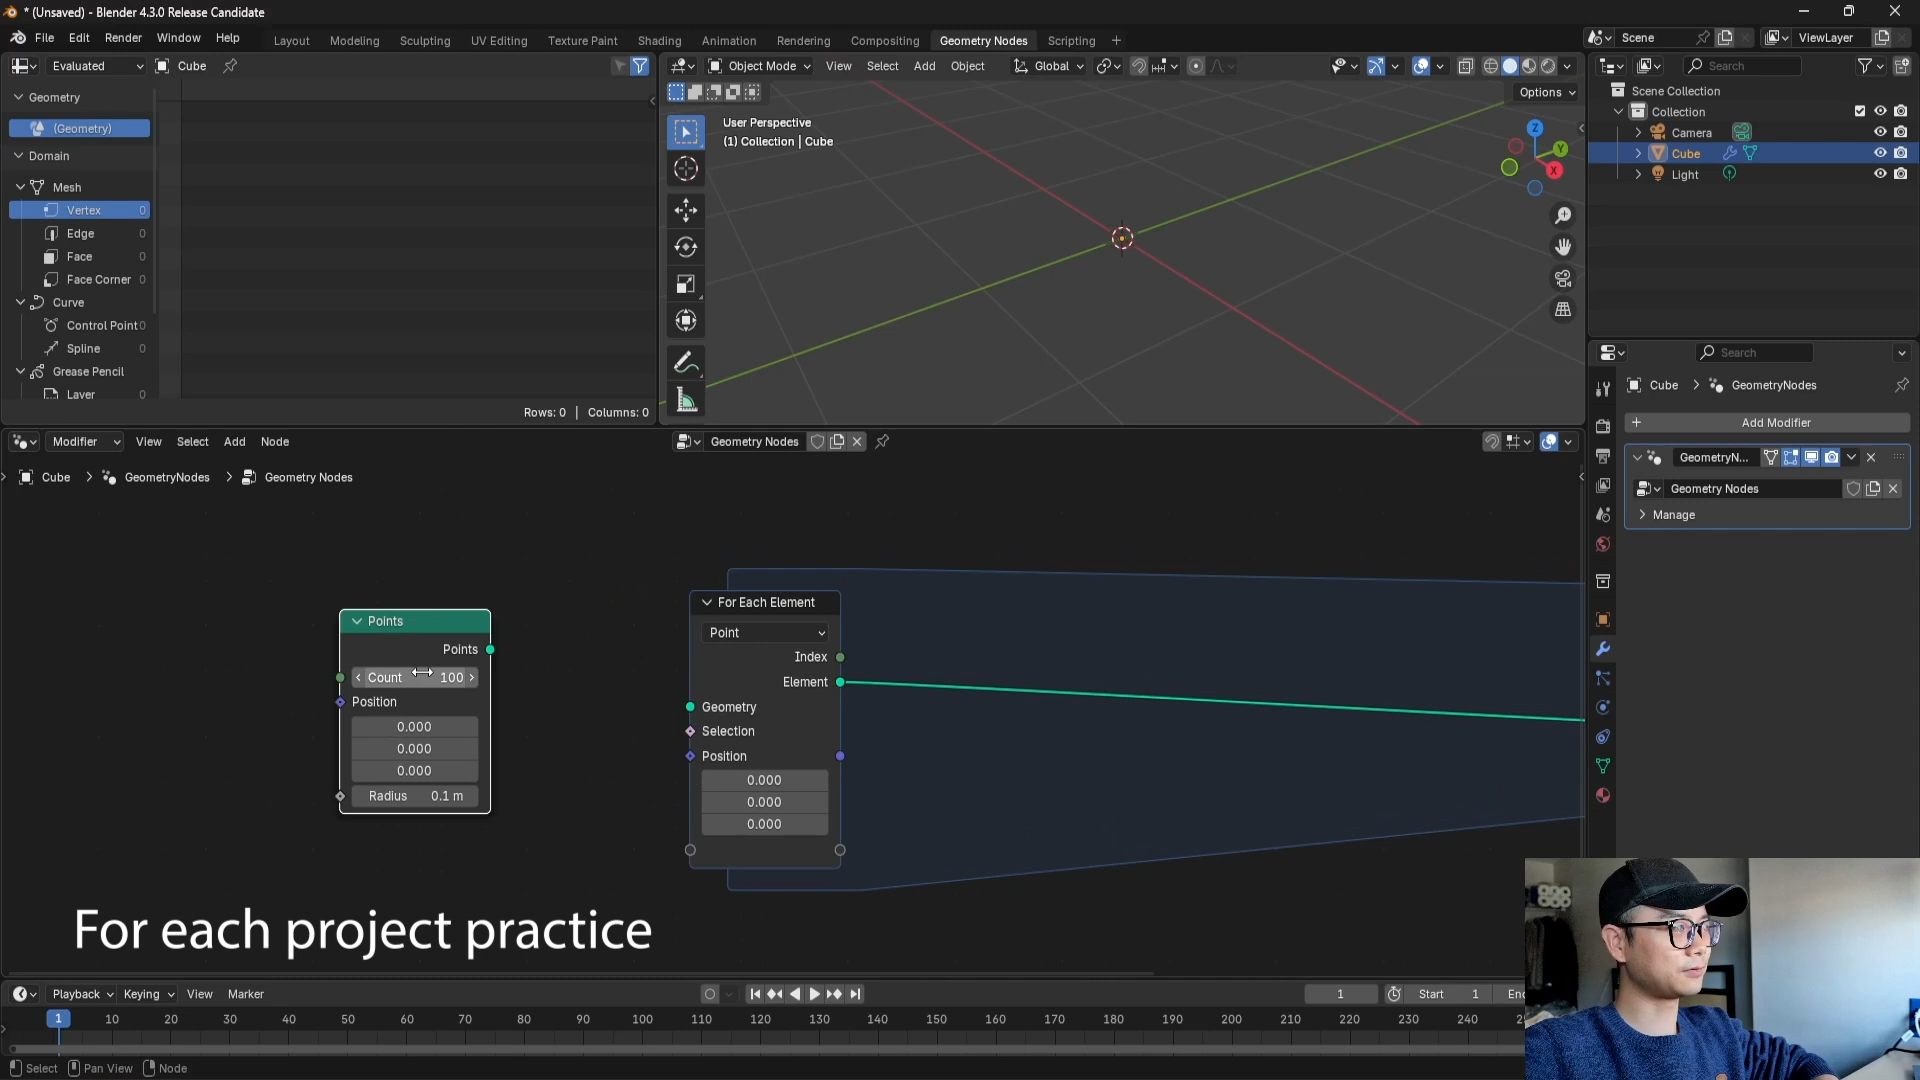 * (Unsaved) - Blender 4.3.0 Release Candidate
File Edit Render Window Help
Layout Modeling Sculpting UV Editing Texture Paint Shading Animation Rendering Compositing Geometry Nodes Scripting +
Scene
ViewLayer
Evaluated
Cube
Object Mode
View Select Add Object
Global
Search
Options
Geometry
(Geometry)
Domain
Mesh
Vertex 0
Edge 0
Face 0
Face Corner 0
Curve
Control Point 0
Spline 0
Grease Pencil
Layer 0
Rows: 0 | Columns: 0
User Perspective
(1) Collection | Cube
Z
Y
X
Scene Collection
Collection
Camera
Cube
Light
Search
Cube > GeometryNodes
+ Add Modifier
GeometryN...
Geometry Nodes
Manage
Modifier View Select Add Node
Geometry Nodes
Cube > GeometryNodes > Geometry Nodes
Points
Points
Count 100
Position
0.000
0.000
0.000
Radius 0.1 m
For Each Element
Point
Index
Element
Geometry
Selection
Position
0.000
0.000
0.000
For each project practice
Playback Keying View Marker
1
Start 1
1 10 20 30 40 50 60 70 80 90 100 110 120 130 140 150 160 170 180 190 200 210 220 230 240
Select Pan View Node